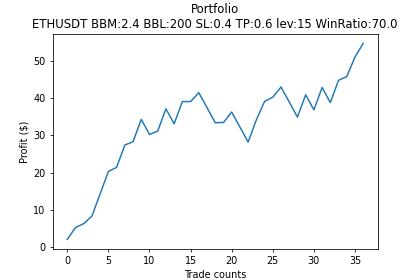 Portfolio
ETHUSDT BBM:2.4 BBL:200 SL:0.4 TP:0.6 lev:15 WinRatio:70.0
Profit ($)
50
40
30
20
10
0
0 5 10 15 20 25 30 35
Trade counts